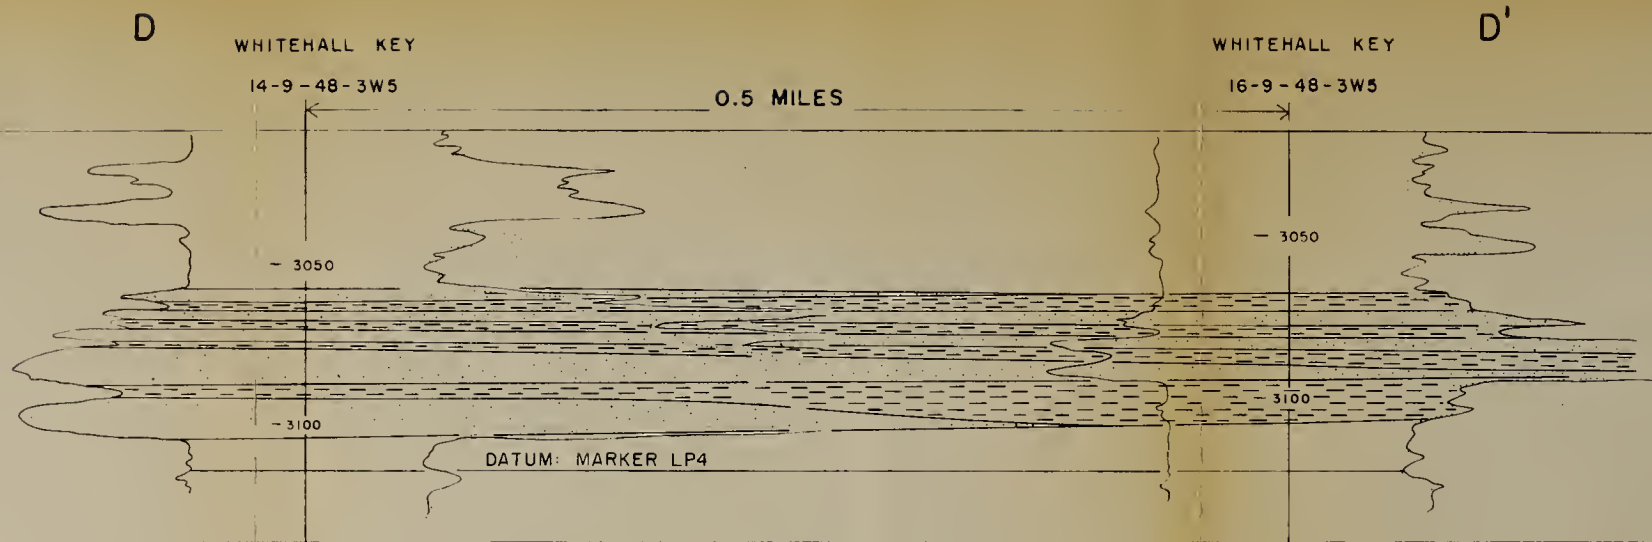 D
D'
WHITEHALL KEY
14-9-48-3W5
WHITEHALL KEY
16-9-48-3W5
0.5 MILES
3050
3050
3100
3100
DATUM: MARKER LP4